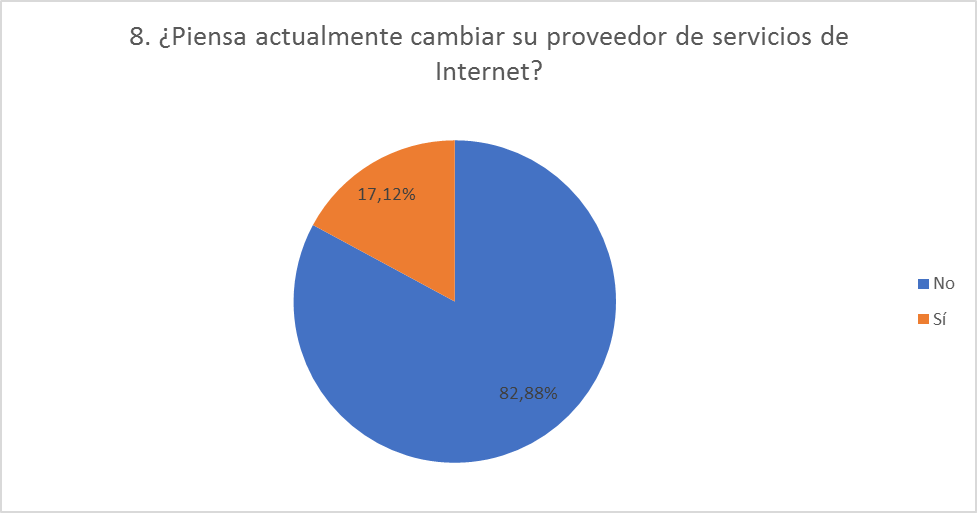 8. ¿Piensa actualmente cambiar su proveedor de servicios de
Internet?
17,12%
82,88%
No
Sí